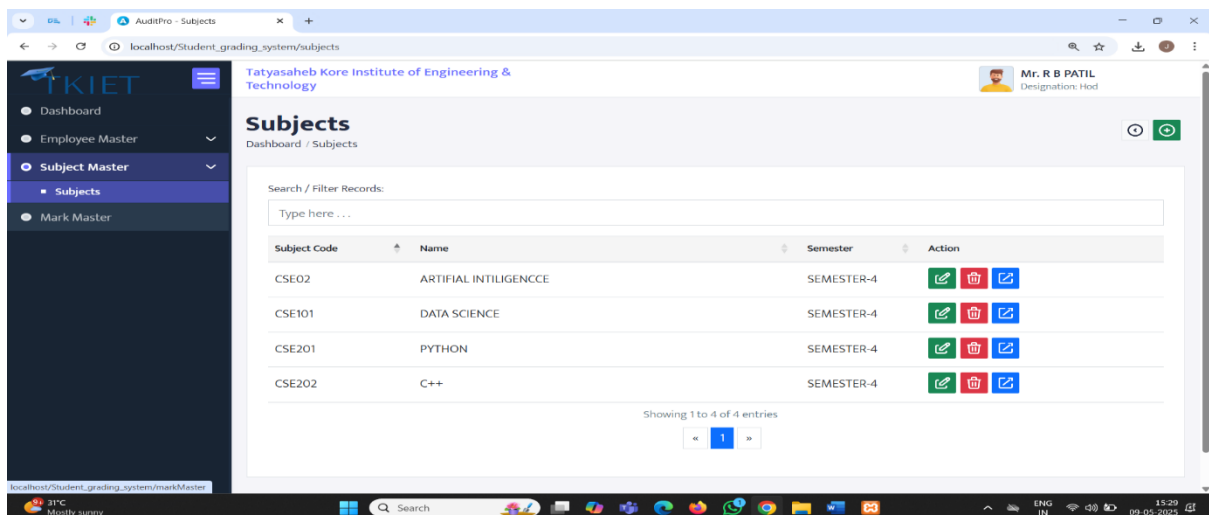 AuditPro - Subjects
localhost/Student_grading_system/subjects
J
TKIET
Tatyasaheb Kore Institute of Engineering &
Technology
Mr. R B PATIL
Designation: Hod
Dashboard
Employee Master
Subject Master
Subjects
Mark Master
Subjects
Dashboard / Subjects
Search / Filter Records:
Type here . . .
Subject Code Name Semester Action
CSE02 ARTIFIAL INTILIGENCCE SEMESTER-4
CSE101 DATA SCIENCE SEMESTER-4
CSE201 PYTHON SEMESTER-4
CSE202 C++ SEMESTER-4
Showing 1 to 4 of 4 entries
« 1 »
localhost/Student_grading_system/markMaster
31°C
Mostly sunny
Search
ENG
IN
15:29
09-05-2025